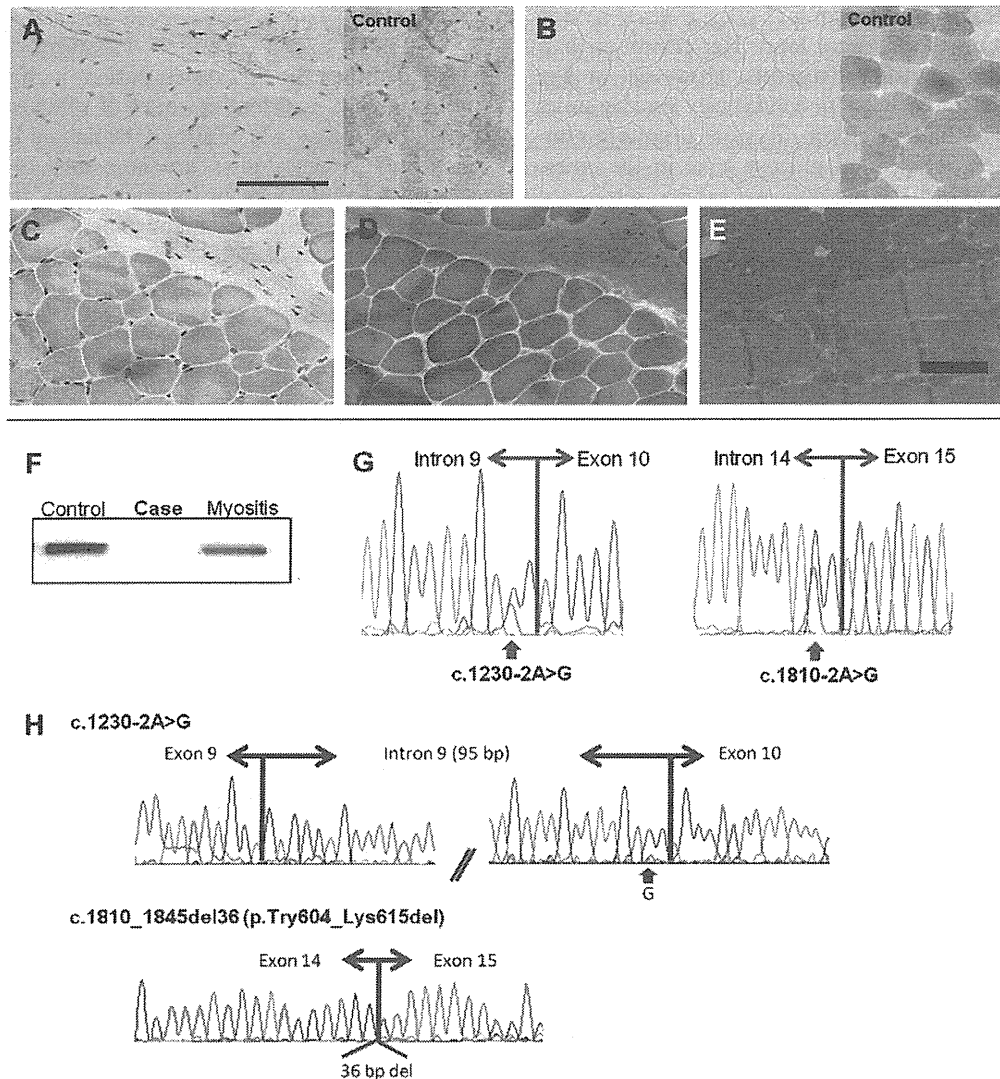 A Control B Control
C D E
F G
Control Case Myositis
Intron 9 Exon 10 Intron 14 Exon 15
c.1230-2A>G c.1810-2A>G
H c.1230-2A>G
Exon 9 Intron 9 (95 bp) Exon 10
G
c.1810_1845del36 (p.Try604_Lys615del)
Exon 14 Exon 15
36 bp del